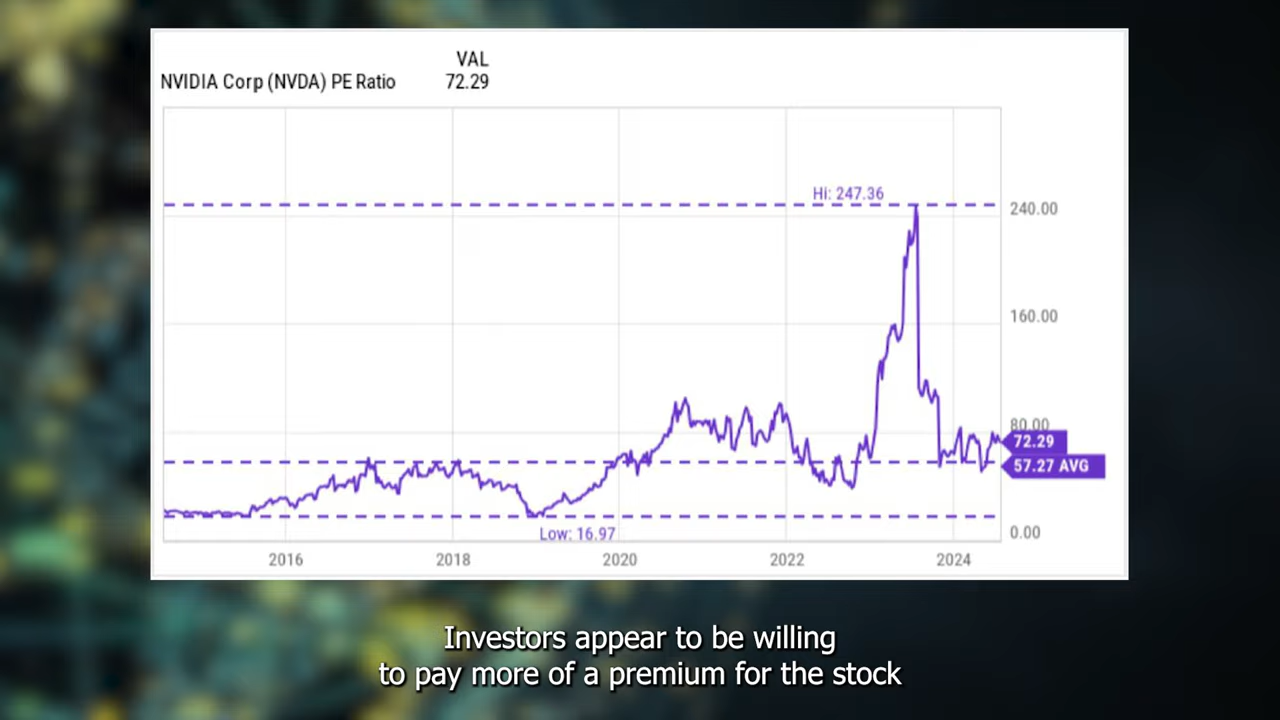 VAL
NVIDIA Corp (NVDA) PE Ratio 72.29
Hi: 247.36
240.00
160.00
80.00
72.29
57.27 AVG
Low: 16.97
0.00
2016 2018 2020 2022 2024
Investors appear to be willing
to pay more of a premium for the stock